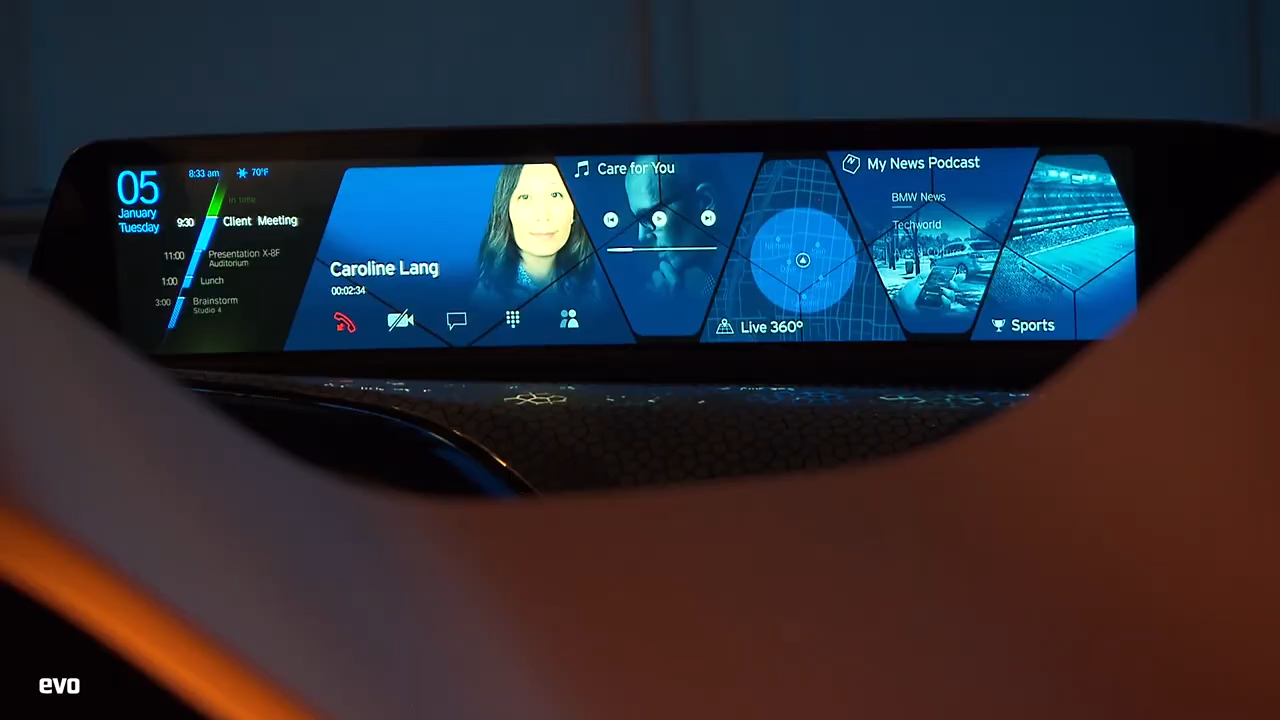 05
January
Tuesday
8:33 am
70°F
in time
9:30 Client Meeting
11:00 Presentation X-8F
Auditorium
1:00 Lunch
3:00 Brainstorm
Studio 4
Caroline Lang
00:02:34
Care for You
Live 360°
My News Podcast
BMW News
Techworld
Sports
evo